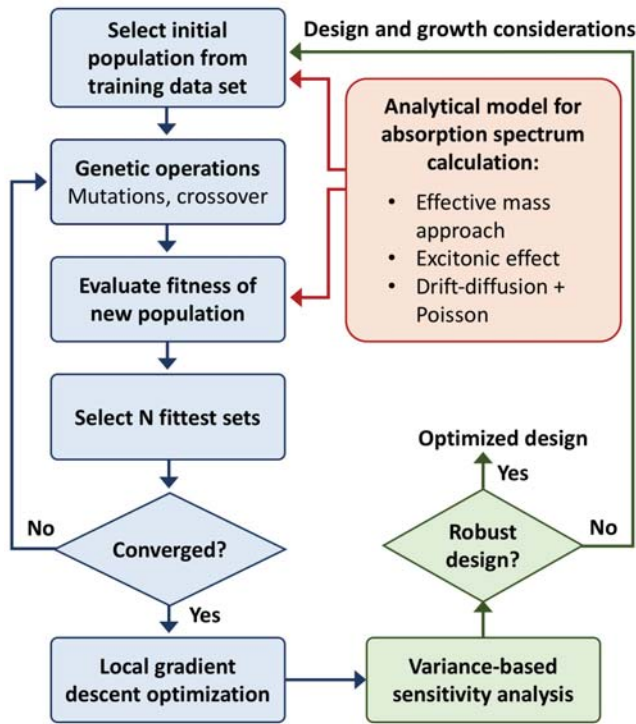 Select initial
population from
training data set
Design and growth considerations
Analytical model for
absorption spectrum
calculation:
• Effective mass
approach
• Excitonic effect
• Drift-diffusion +
Poisson
Genetic operations
Mutations, crossover
Evaluate fitness of
new population
Select N fittest sets
Optimized design
Yes
No
Converged?
Robust
design?
No
Yes
Local gradient
descent optimization
Variance-based
sensitivity analysis